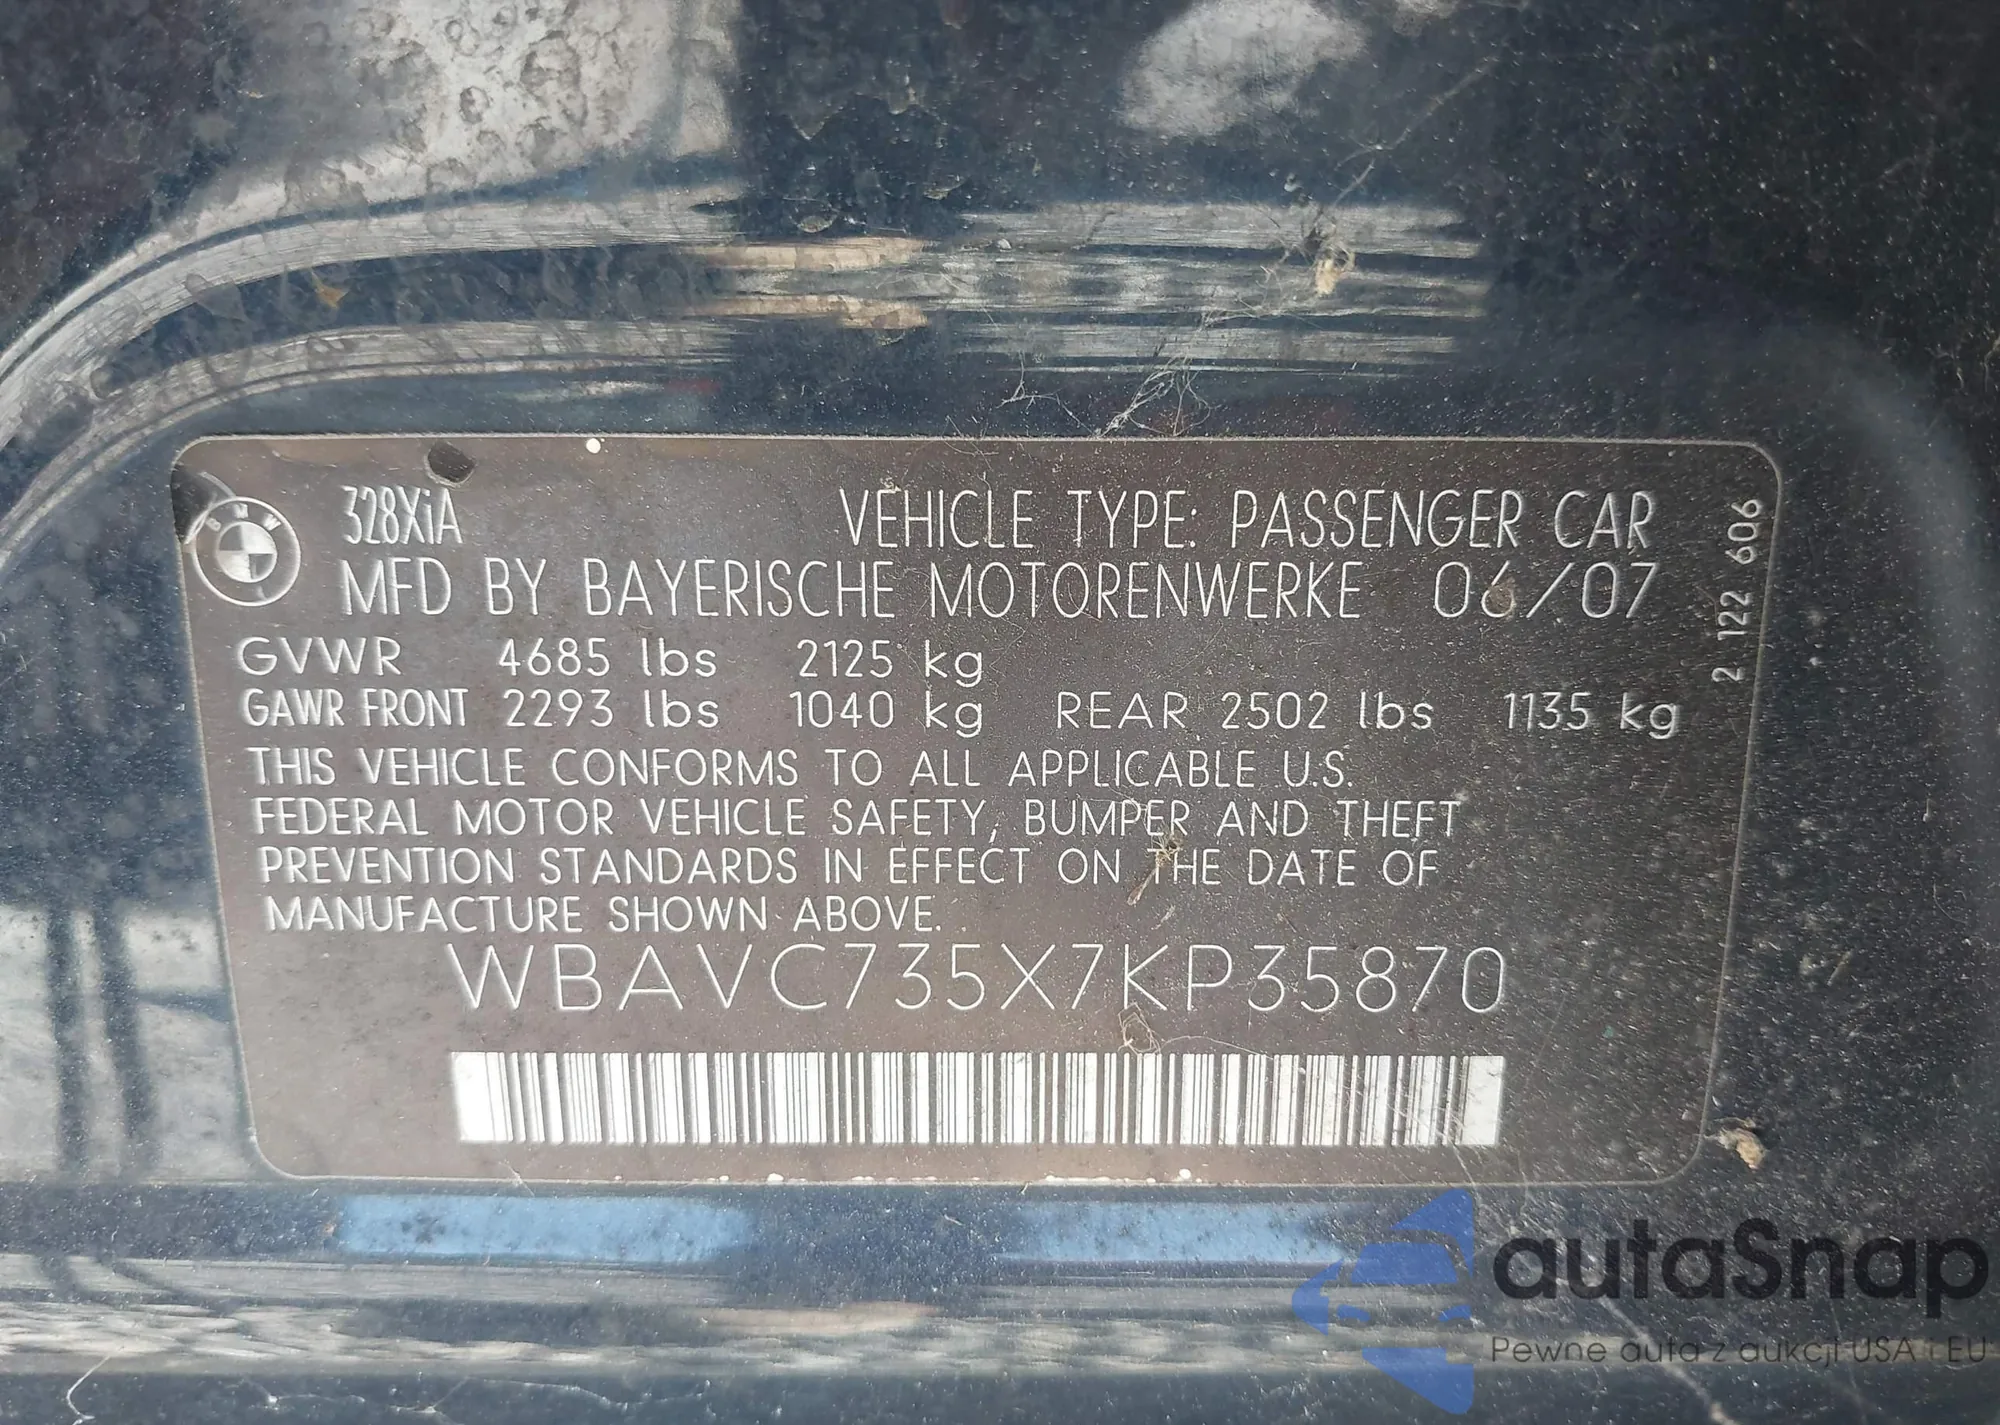 BMW
328XiA VEHICLE TYPE: PASSENGER CAR
MFD BY BAYERISCHE MOTORENWERKE 06/07
GVWR 4685 lbs 2125 kg
GAWR FRONT 2293 lbs 1040 kg REAR 2502 lbs 1135 kg
THIS VEHICLE CONFORMS TO ALL APPLICABLE U.S.
FEDERAL MOTOR VEHICLE SAFETY, BUMPER AND THEFT
PREVENTION STANDARDS IN EFFECT ON THE DATE OF
MANUFACTURE SHOWN ABOVE.
WBAVC735X7KP35870
2 122 606
autaSnap
Pewne auta z aukcji USA i EU